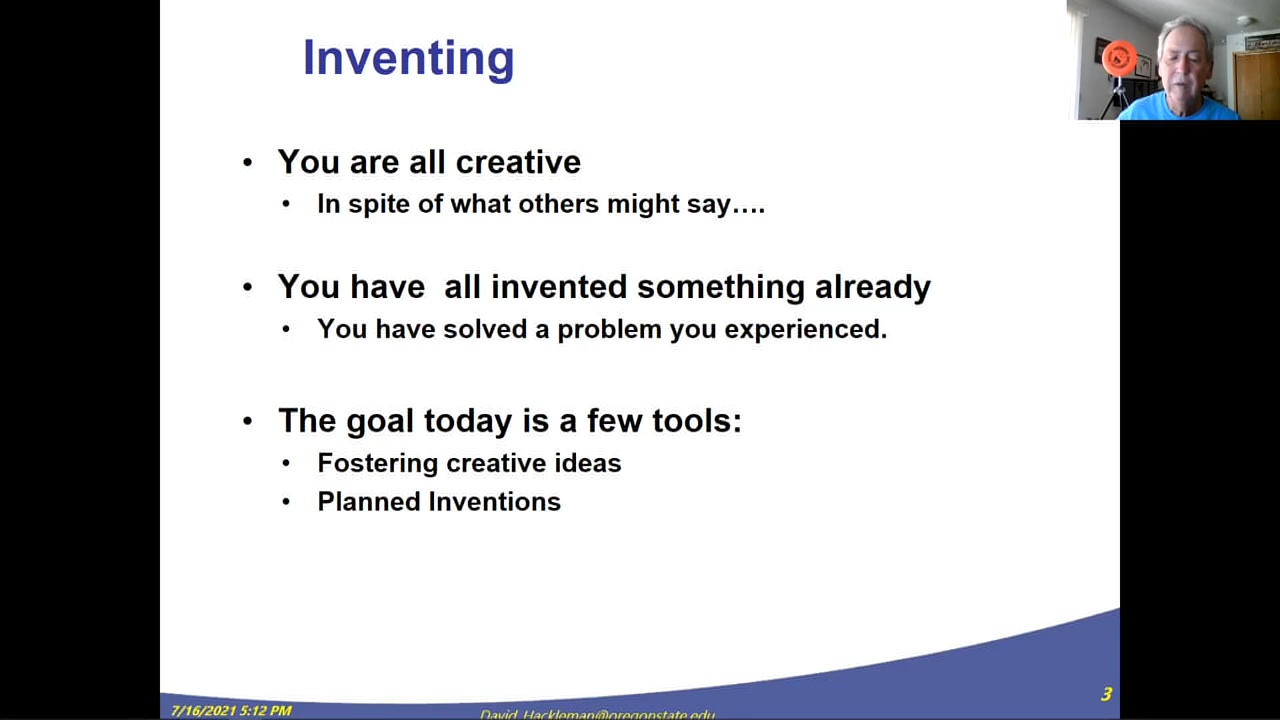 Inventing
• You are all creative
• In spite of what others might say….
• You have  all invented something already
• You have solved a problem you experienced.
• The goal today is a few tools:
• Fostering creative ideas
• Planned Inventions
3
7/16/2021 5:12 PM
David_Hackleman@oregonstate.edu